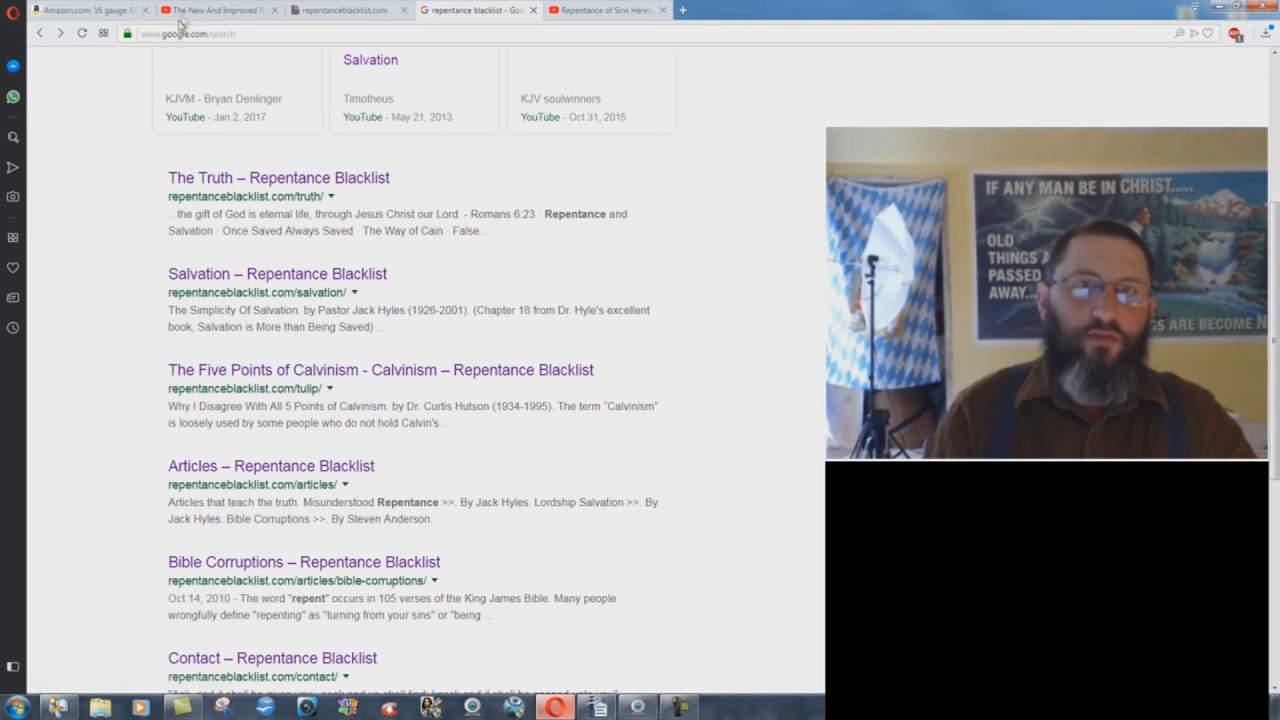 Amazon.com: 16 gauge f
The New And Improved R
repentanceblacklist.com
repentance blacklist - Goo
Repentance of Sins Heres
www.google.com/search
Salvation
KJVM - Bryan Denlinger
YouTube - Jan 2, 2017
Timotheus
YouTube - May 21, 2013
KJV soulwinners
YouTube - Oct 31, 2015
The Truth – Repentance Blacklist
repentanceblacklist.com/truth/
...the gift of God is eternal life, through Jesus Christ our Lord. - Romans 6.23 · Repentance and
Salvation · Once Saved Always Saved · The Way of Cain · False ...
Salvation – Repentance Blacklist
repentanceblacklist.com/salvation/
The Simplicity Of Salvation. by Pastor Jack Hyles (1926-2001). (Chapter 18 from Dr. Hyle's excellent
book, Salvation is More than Being Saved) ...
The Five Points of Calvinism - Calvinism – Repentance Blacklist
repentanceblacklist.com/tulip/
Why I Disagree With All 5 Points of Calvinism. by Dr. Curtis Hutson (1934-1995). The term “Calvinism”
is loosely used by some people who do not hold Calvin's ...
Articles – Repentance Blacklist
repentanceblacklist.com/articles/
Articles that teach the truth. Misunderstood Repentance >>. By Jack Hyles. Lordship Salvation >>. By
Jack Hyles. Bible Corruptions >>. By Steven Anderson.
Bible Corruptions – Repentance Blacklist
repentanceblacklist.com/articles/bible-corruptions/
Oct 14, 2010 - The word "repent" occurs in 105 verses of the King James Bible. Many people
wrongfully define "repenting" as "turning from your sins" or "being ...
Contact – Repentance Blacklist
repentanceblacklist.com/contact/
IF ANY MAN BE IN CHRIST.....
OLD
THINGS A
PASSED
AWAY...
GS ARE BECOME N